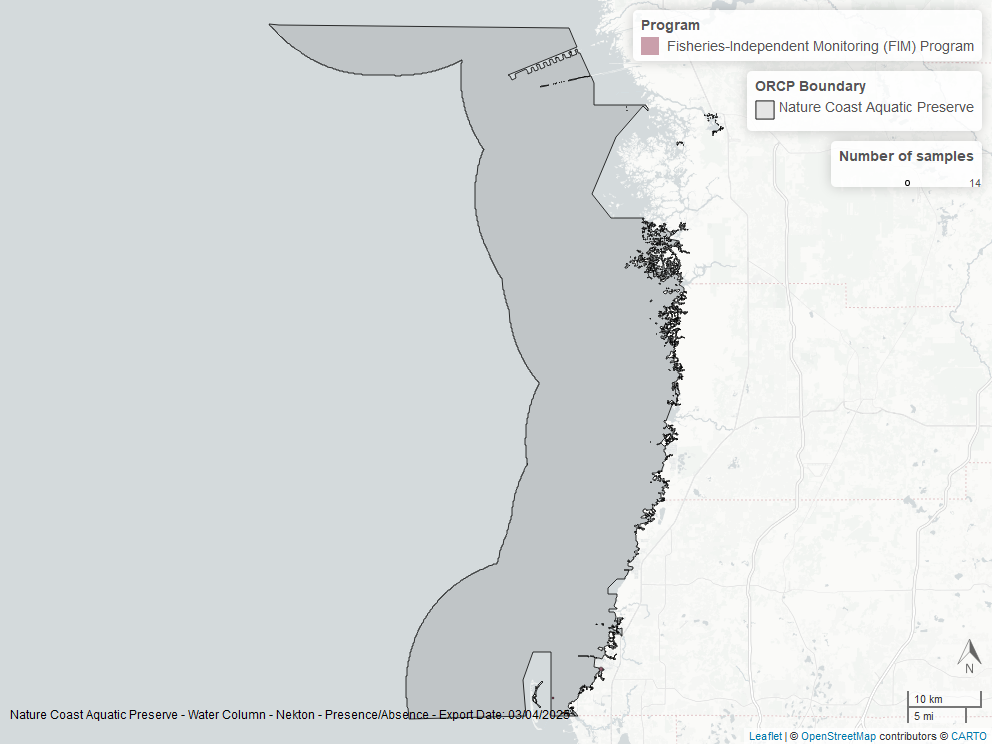 Program
Fisheries-Independent Monitoring (FIM) Program
ORCP Boundary
Nature Coast Aquatic Preserve
Number of samples
14
N
10 km
5 mi
Nature Coast Aquatic Preserve - Water Column - Nekton - Presence/Absence - Export Date: 03/04/2025
Leaflet | © OpenStreetMap contributors © CARTO